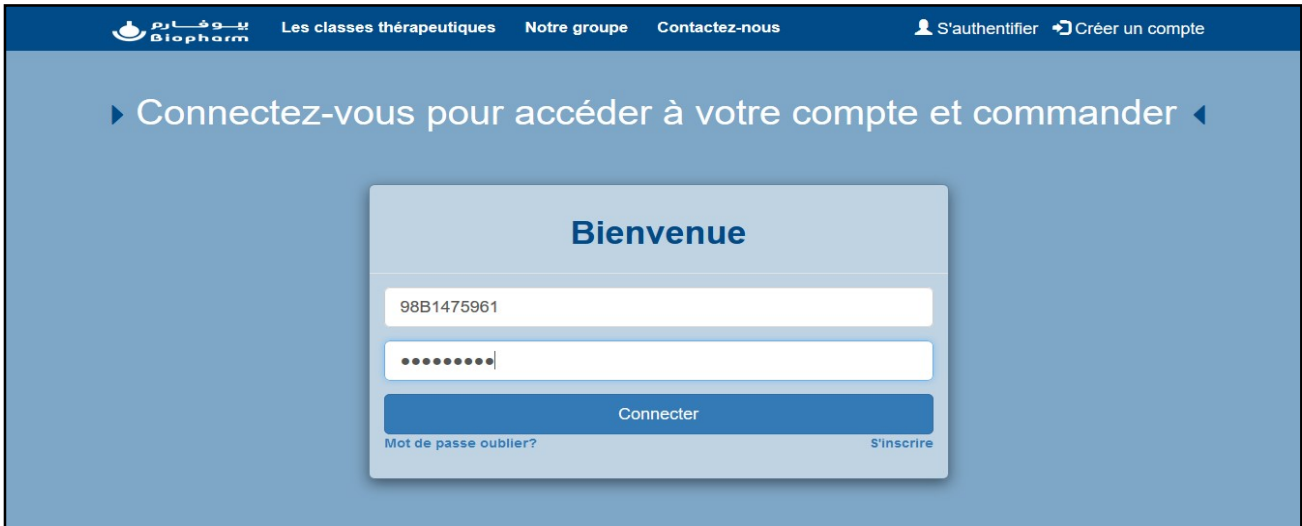 بيــوفــارم
Biopharm
Les classes thérapeutiques Notre groupe Contactez-nous S'authentifier Créer un compte
Connectez-vous pour accéder à votre compte et commander
Bienvenue
98B1475961
•••••••••
Connecter
Mot de passe oublier? S'inscrire